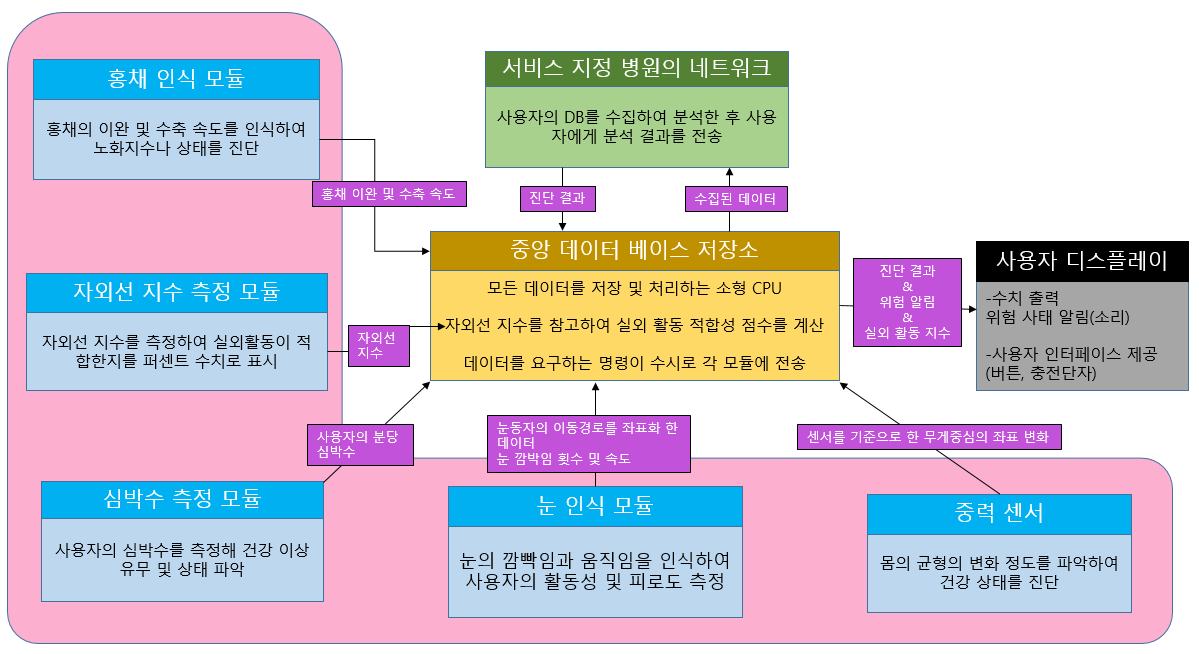 홍채 인식 모듈
홍채의 이완 및 수축 속도를 인식하여
노화지수나 상태를 진단
홍채 이완 및 수축 속도
서비스 지정 병원의 네트워크
사용자의 DB를 수집하여 분석한 후 사용
자에게 분석 결과를 전송
진단 결과
수집된 데이터
중앙 데이터 베이스 저장소
모든 데이터를 저장 및 처리하는 소형 CPU
자외선 지수를 참고하여 실외 활동 적합성 점수를 계산
데이터를 요구하는 명령이 수시로 각 모듈에 전송
진단 결과
&
위험 알림
&
실외 활동 지수
사용자 디스플레이
-수치 출력
위험 사태 알림(소리)
-사용자 인터페이스 제공
(버튼, 충전단자)
자외선 지수 측정 모듈
자외선 지수를 측정하여 실외활동이 적
합한지를 퍼센트 수치로 표시
자외선
지수
사용자의 분당
심박수
눈동자의 이동경로를 좌표화 한
데이터
눈 깜박임 횟수 및 속도
센서를 기준으로 한 무게중심의 좌표 변화
심박수 측정 모듈
사용자의 심박수를 측정해 건강 이상
유무 및 상태 파악
눈 인식 모듈
눈의 깜빡임과 움직임을 인식하여
사용자의 활동성 및 피로도 측정
중력 센서
몸의 균형의 변화 정도를 파악하여
건강 상태를 진단